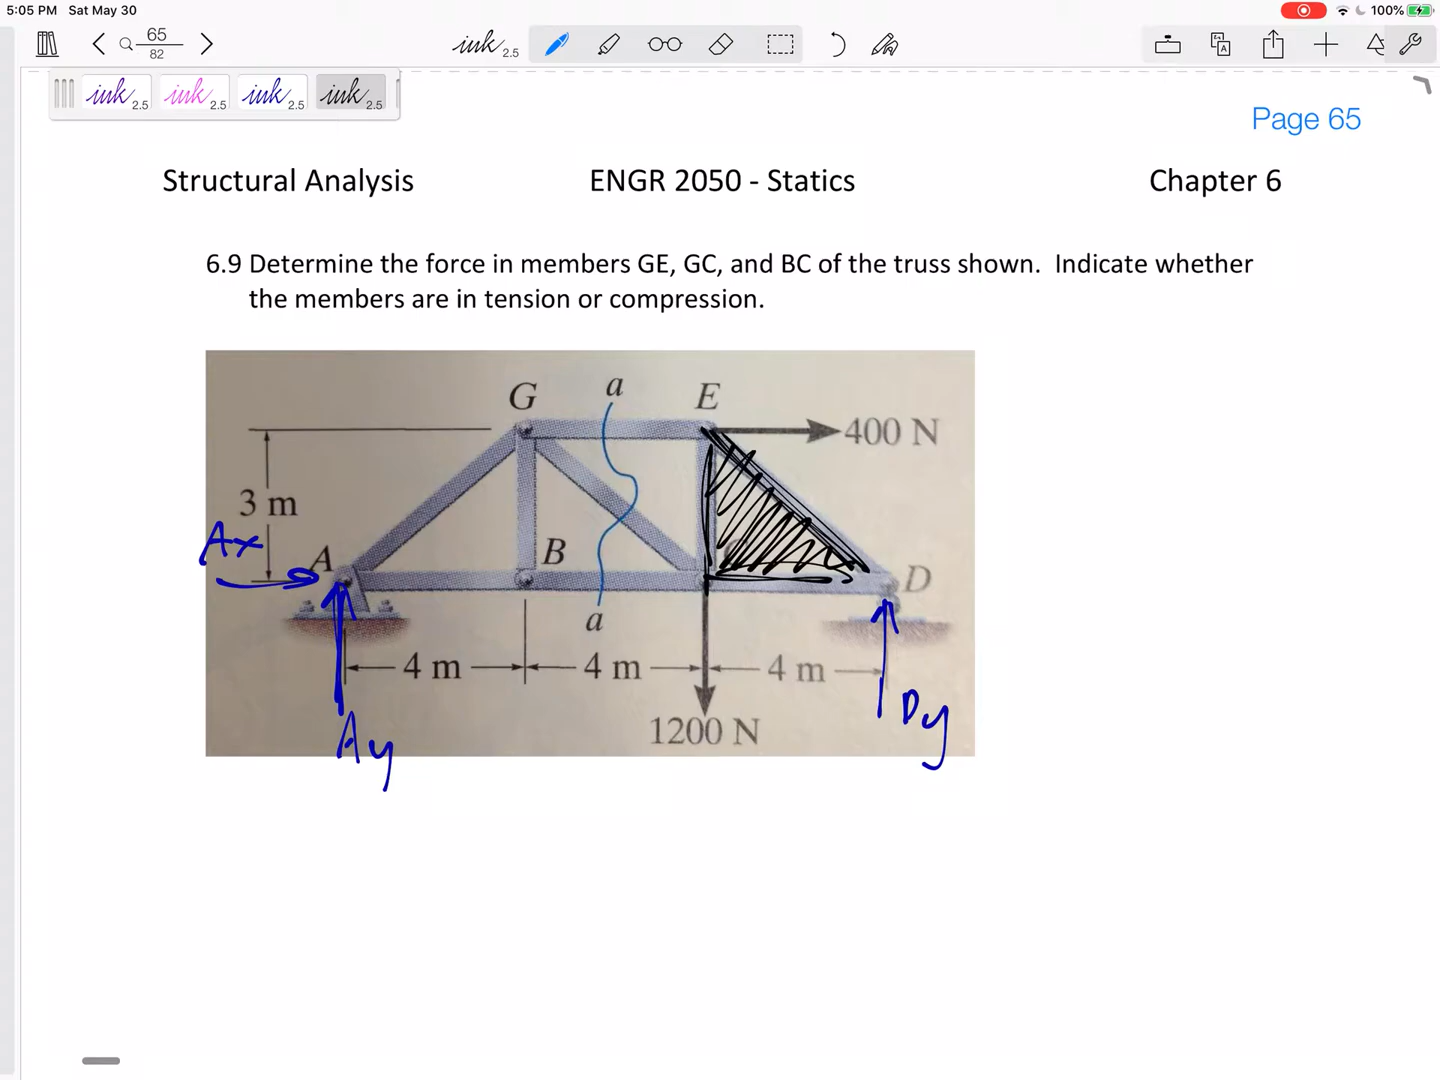 5:05 PM Sat May 30
100%
65
82
ink 2.5
ink 2.5
ink 2.5
ink 2.5
ink 2.5
Page 65
Structural Analysis ENGR 2050 - Statics Chapter 6
6.9 Determine the force in members GE, GC, and BC of the truss shown. Indicate whether
the members are in tension or compression.
G a E
400 N
3 m
Ax
A B D
a
4 m 4 m 4 m
Ay 1200 N Dy